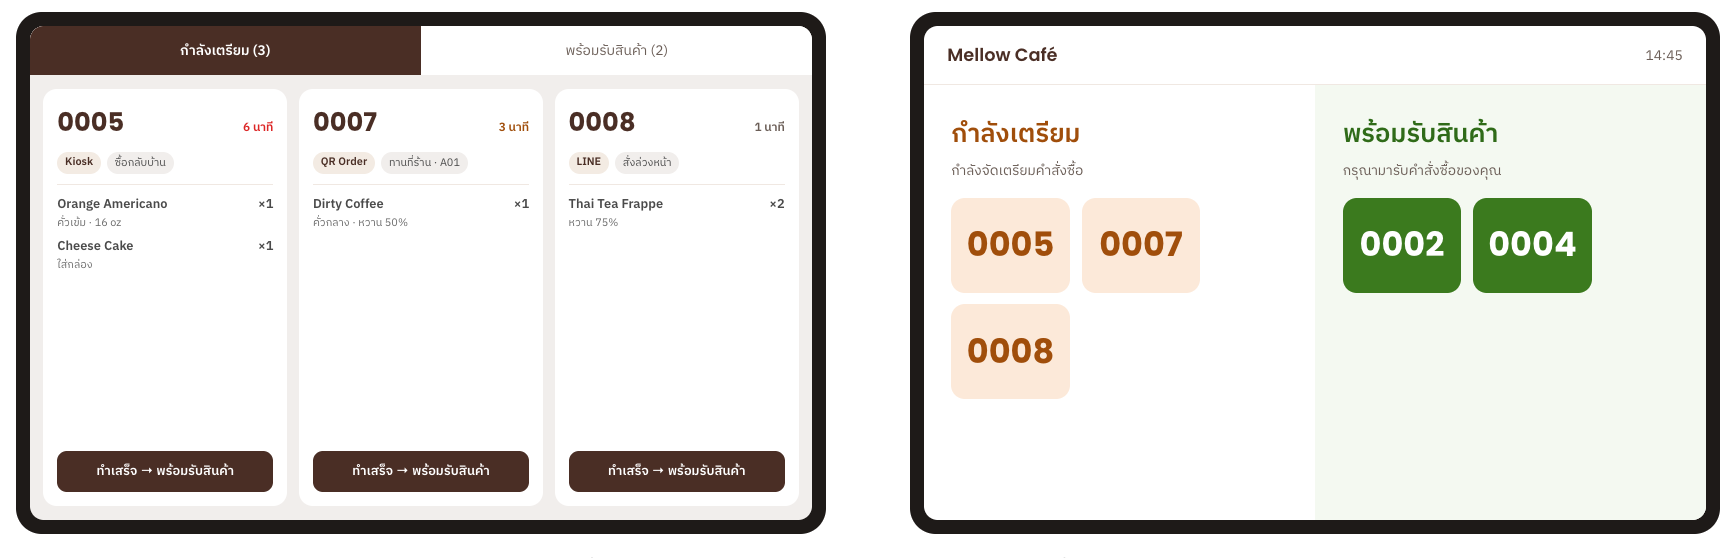 กำลังเตรียม (3)
พร้อมรับสินค้า (2)
0005
6 นาที
Kiosk
ซื้อกลับบ้าน
Orange Americano ×1
คั่วเข้ม · 16 oz
Cheese Cake ×1
ใส่กล่อง
ทำเสร็จ → พร้อมรับสินค้า
0007
3 นาที
QR Order
ทานที่ร้าน · A01
Dirty Coffee ×1
คั่วกลาง · หวาน 50%
ทำเสร็จ → พร้อมรับสินค้า
0008
1 นาที
LINE
สั่งล่วงหน้า
Thai Tea Frappe ×2
หวาน 75%
ทำเสร็จ → พร้อมรับสินค้า
Mellow Café
14:45
กำลังเตรียม
กำลังจัดเตรียมคำสั่งซื้อ
0005 0007
0008
พร้อมรับสินค้า
กรุณามารับคำสั่งซื้อของคุณ
0002 0004